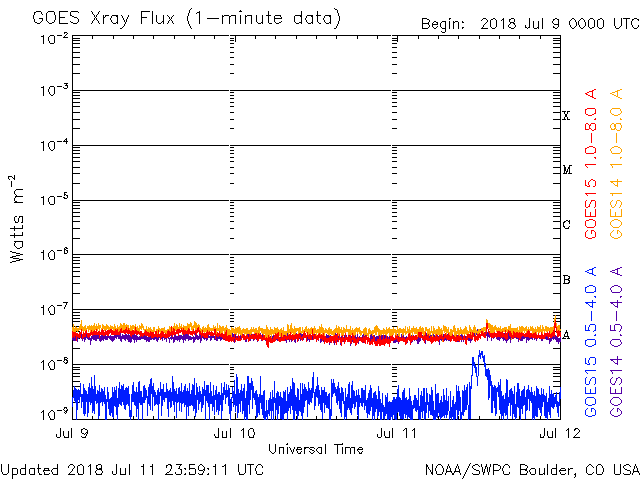 GOES Xray Flux (1-minute data)
Begin: 2018 Jul 9 0000 UTC
10⁻²
10⁻³
10⁻⁴
10⁻⁵
10⁻⁶
10⁻⁷
10⁻⁸
10⁻⁹
Watts m⁻²
X
M
C
B
A
GOES15 1.0-8.0 A
GOES14 1.0-8.0 A
GOES15 0.5-4.0 A
GOES14 0.5-4.0 A
Jul 9
Jul 10
Jul 11
Jul 12
Universal Time
Updated 2018 Jul 11 23:59:11 UTC
NOAA/SWPC Boulder, CO USA